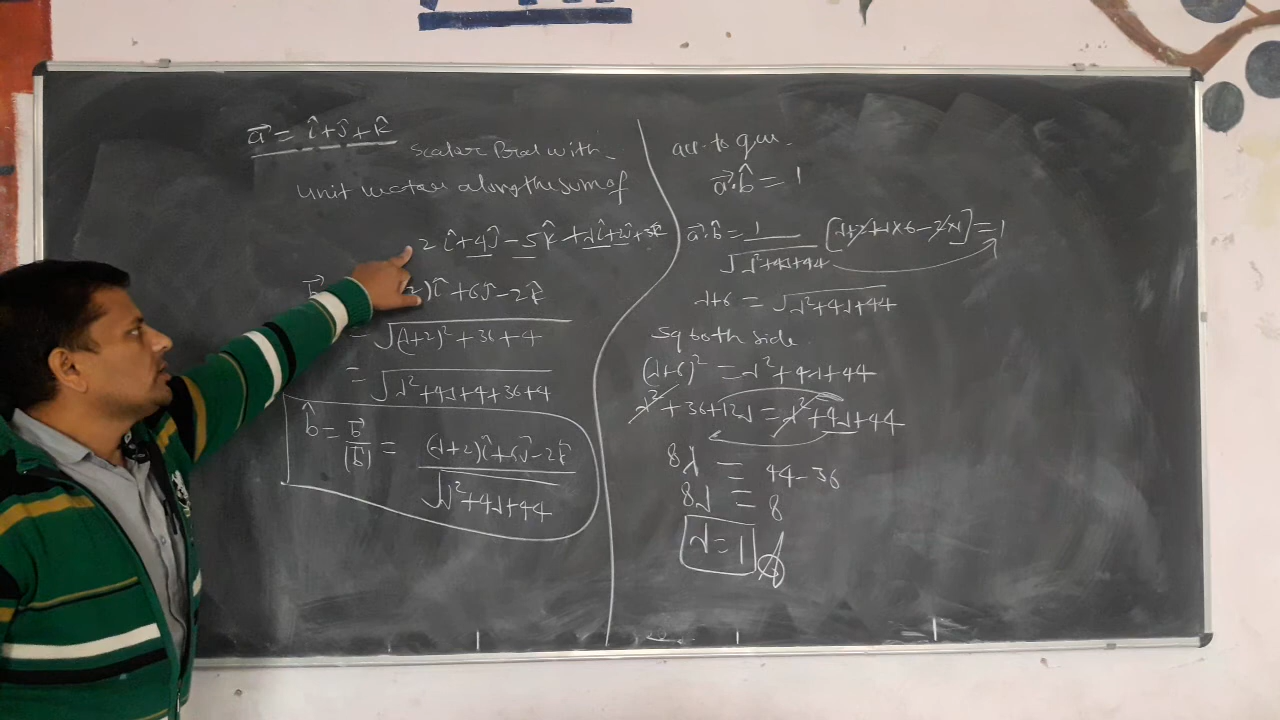 a⃗ = î+ĵ+k̂
Scalar Prod with
unit vectors along the sum of
2î+4ĵ-5k̂+λî+2ĵ+3k̂
2)î+6ĵ-2k̂
= √(λ+2)²+36+4
= √λ²+4λ+4+36+4
b̂ = b⃗/|b⃗| = (λ+2)î+6ĵ-2k̂/√λ²+4λ+44
acc. to qus.
a⃗.b̂ = 1
a⃗.b̂ = 1/√λ²+4λ+44 [λ+2+1×6-2×1] = 1
λ+6 = √λ²+4λ+44
Sq both side
(λ+6)² = λ²+4λ+44
λ²+36+12λ = λ²+4λ+44
8λ = 44-36
8λ = 8
λ=1